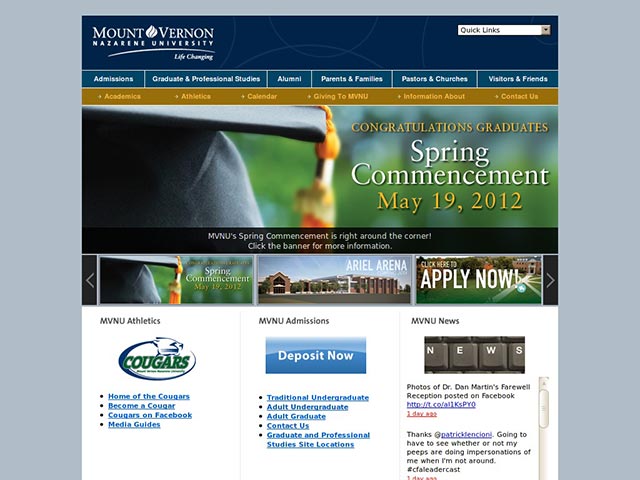 MOUNT VERNON
NAZARENE UNIVERSITY
Life Changing
Quick Links
Admissions
Graduate & Professional Studies
Alumni
Parents & Families
Pastors & Churches
Visitors & Friends
Academics
Athletics
Calendar
Giving To MVNU
Information About
Contact Us
CONGRATULATIONS GRADUATES
Spring
Commencement
May 19, 2012
MVNU's Spring Commencement is right around the corner!
Click the banner for more information.
CONGRATULATIONS GRADUATES
Spring
Commencement
May 19, 2012
ARIEL ARENA
CLICK HERE TO
APPLY NOW!
MVNU Athletics
COUGARS
Mount Vernon Nazarene University
Home of the Cougars
Become a Cougar
Cougars on Facebook
Media Guides
MVNU Admissions
Deposit Now
Traditional Undergraduate
Adult Undergraduate
Adult Graduate
Contact Us
Graduate and Professional
Studies Site Locations
MVNU News
N E W S
Photos of Dr. Dan Martin's Farewell
Reception posted on Facebook
http://t.co/al1KsPY0
1 day ago
Thanks @patricklencioni. Going to
have to see whether or not my
peeps are doing impersonations of
me when I'm not around.
#cfaleadercast
1 day ago